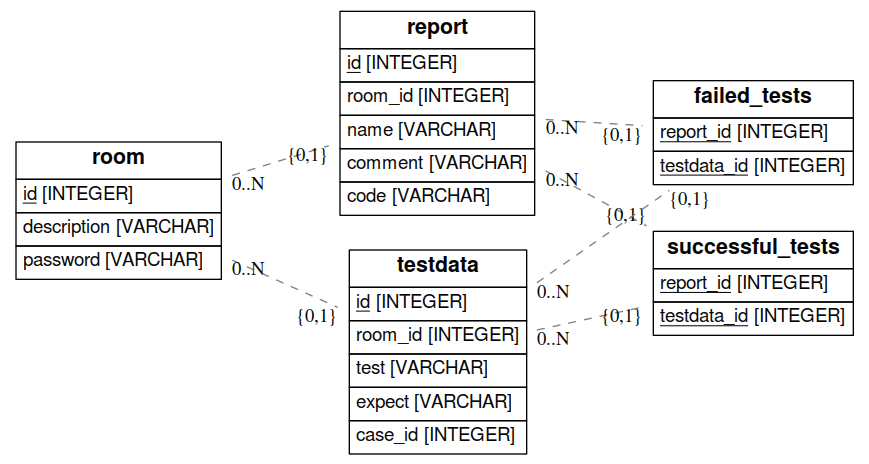 report
id [INTEGER]
room_id [INTEGER]
name [VARCHAR]
comment [VARCHAR]
code [VARCHAR]
failed_tests
report_id [INTEGER]
testdata_id [INTEGER]
room
id [INTEGER]
description [VARCHAR]
password [VARCHAR]
testdata
id [INTEGER]
room_id [INTEGER]
test [VARCHAR]
expect [VARCHAR]
case_id [INTEGER]
successful_tests
report_id [INTEGER]
testdata_id [INTEGER]
0..N
{0,1}
0..N
{0,1}
0..N
{0,1}
0..N
{0,1}
0..N
{0,1}
0..N
{0,1}